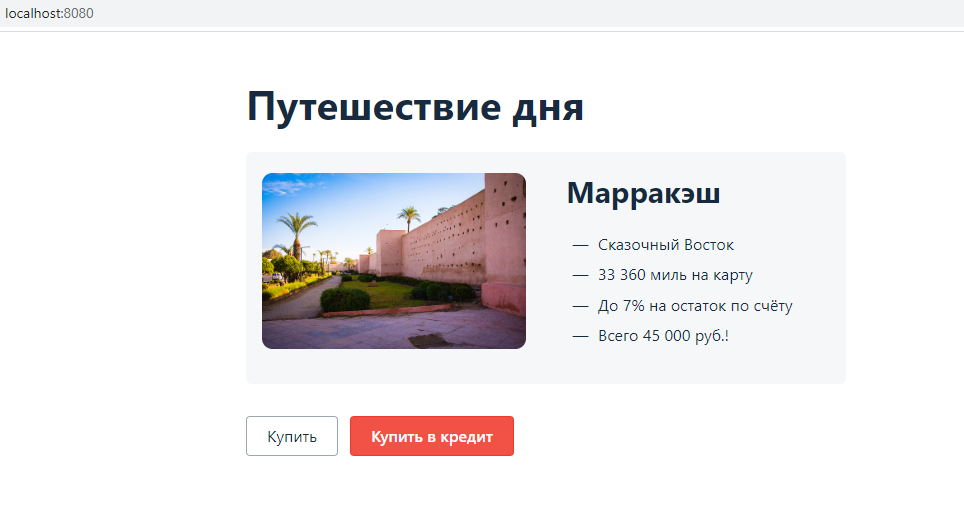 localhost:8080
Путешествие дня
Марракэш
— Сказочный Восток
— 33 360 миль на карту
— До 7% на остаток по счёту
— Всего 45 000 руб.!
Купить
Купить в кредит